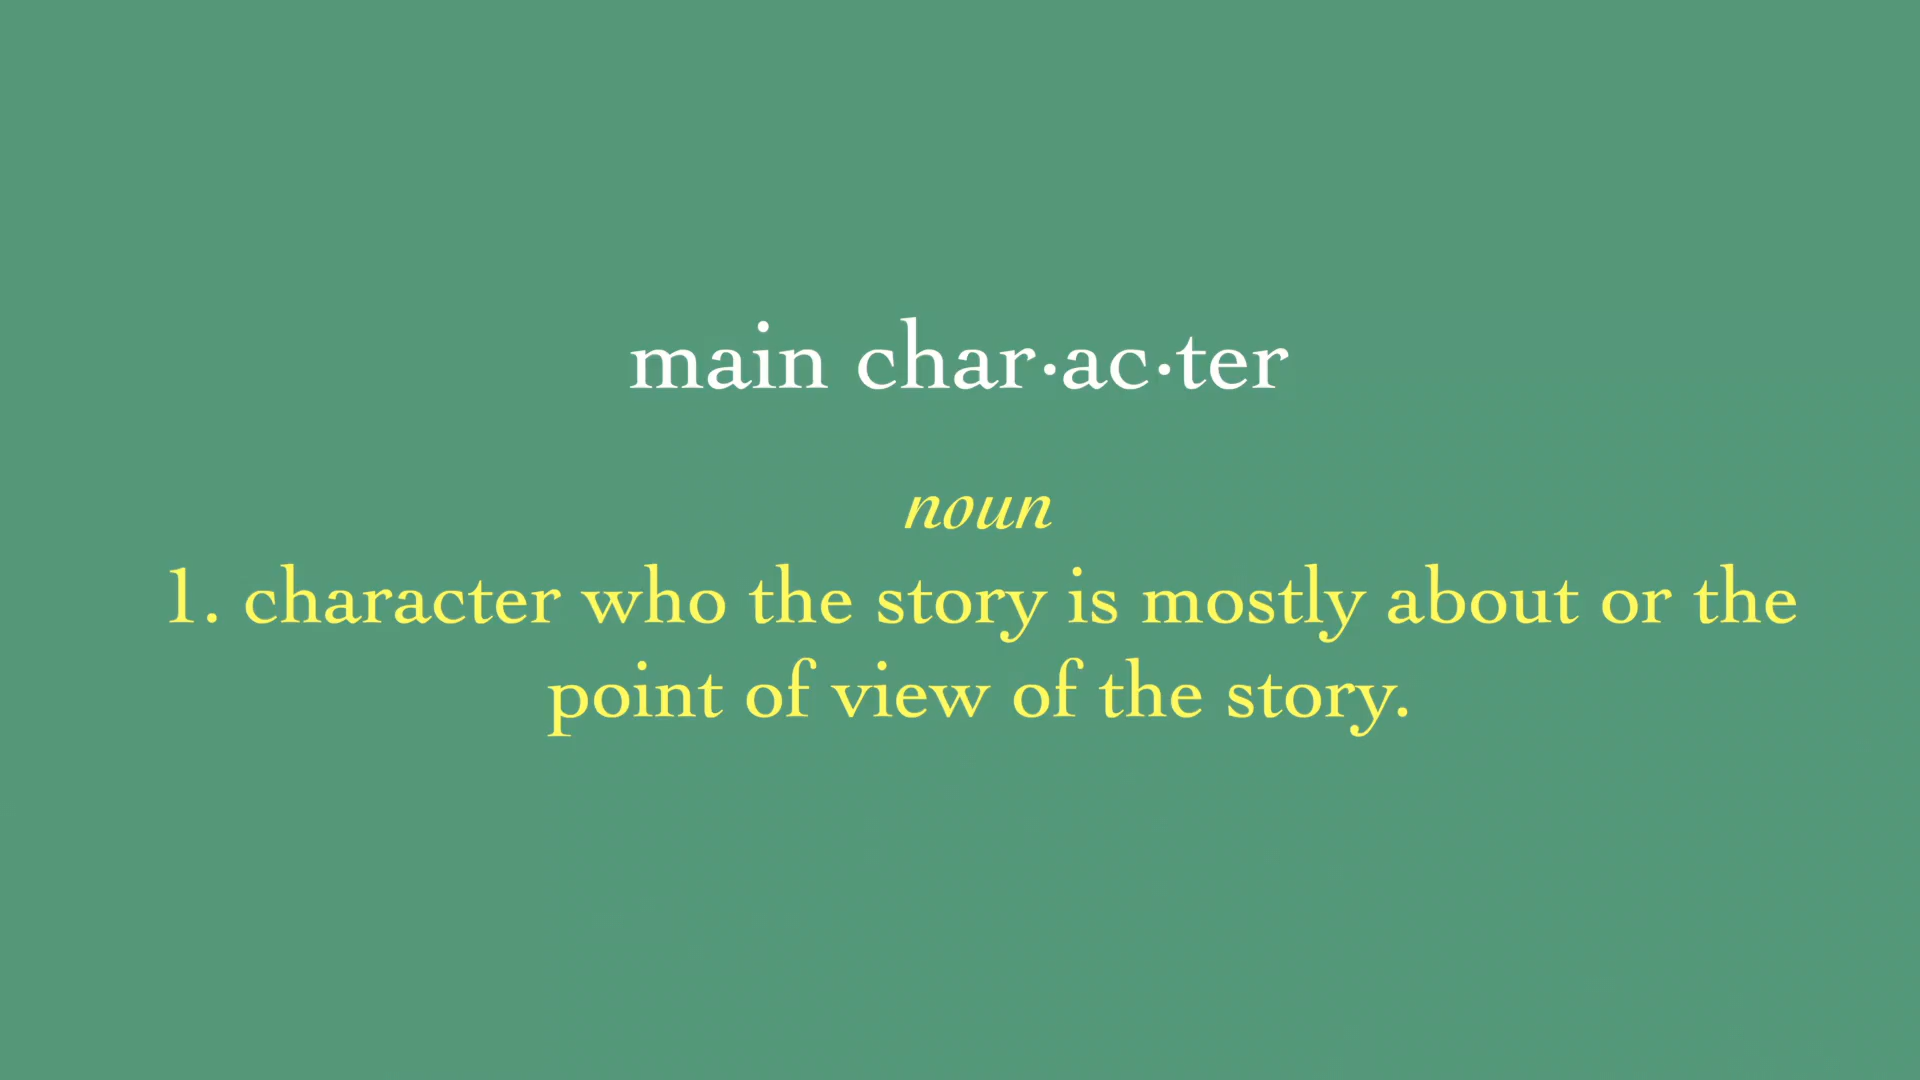 main char·ac·ter
noun
1. character who the story is mostly about or the
point of view of the story.